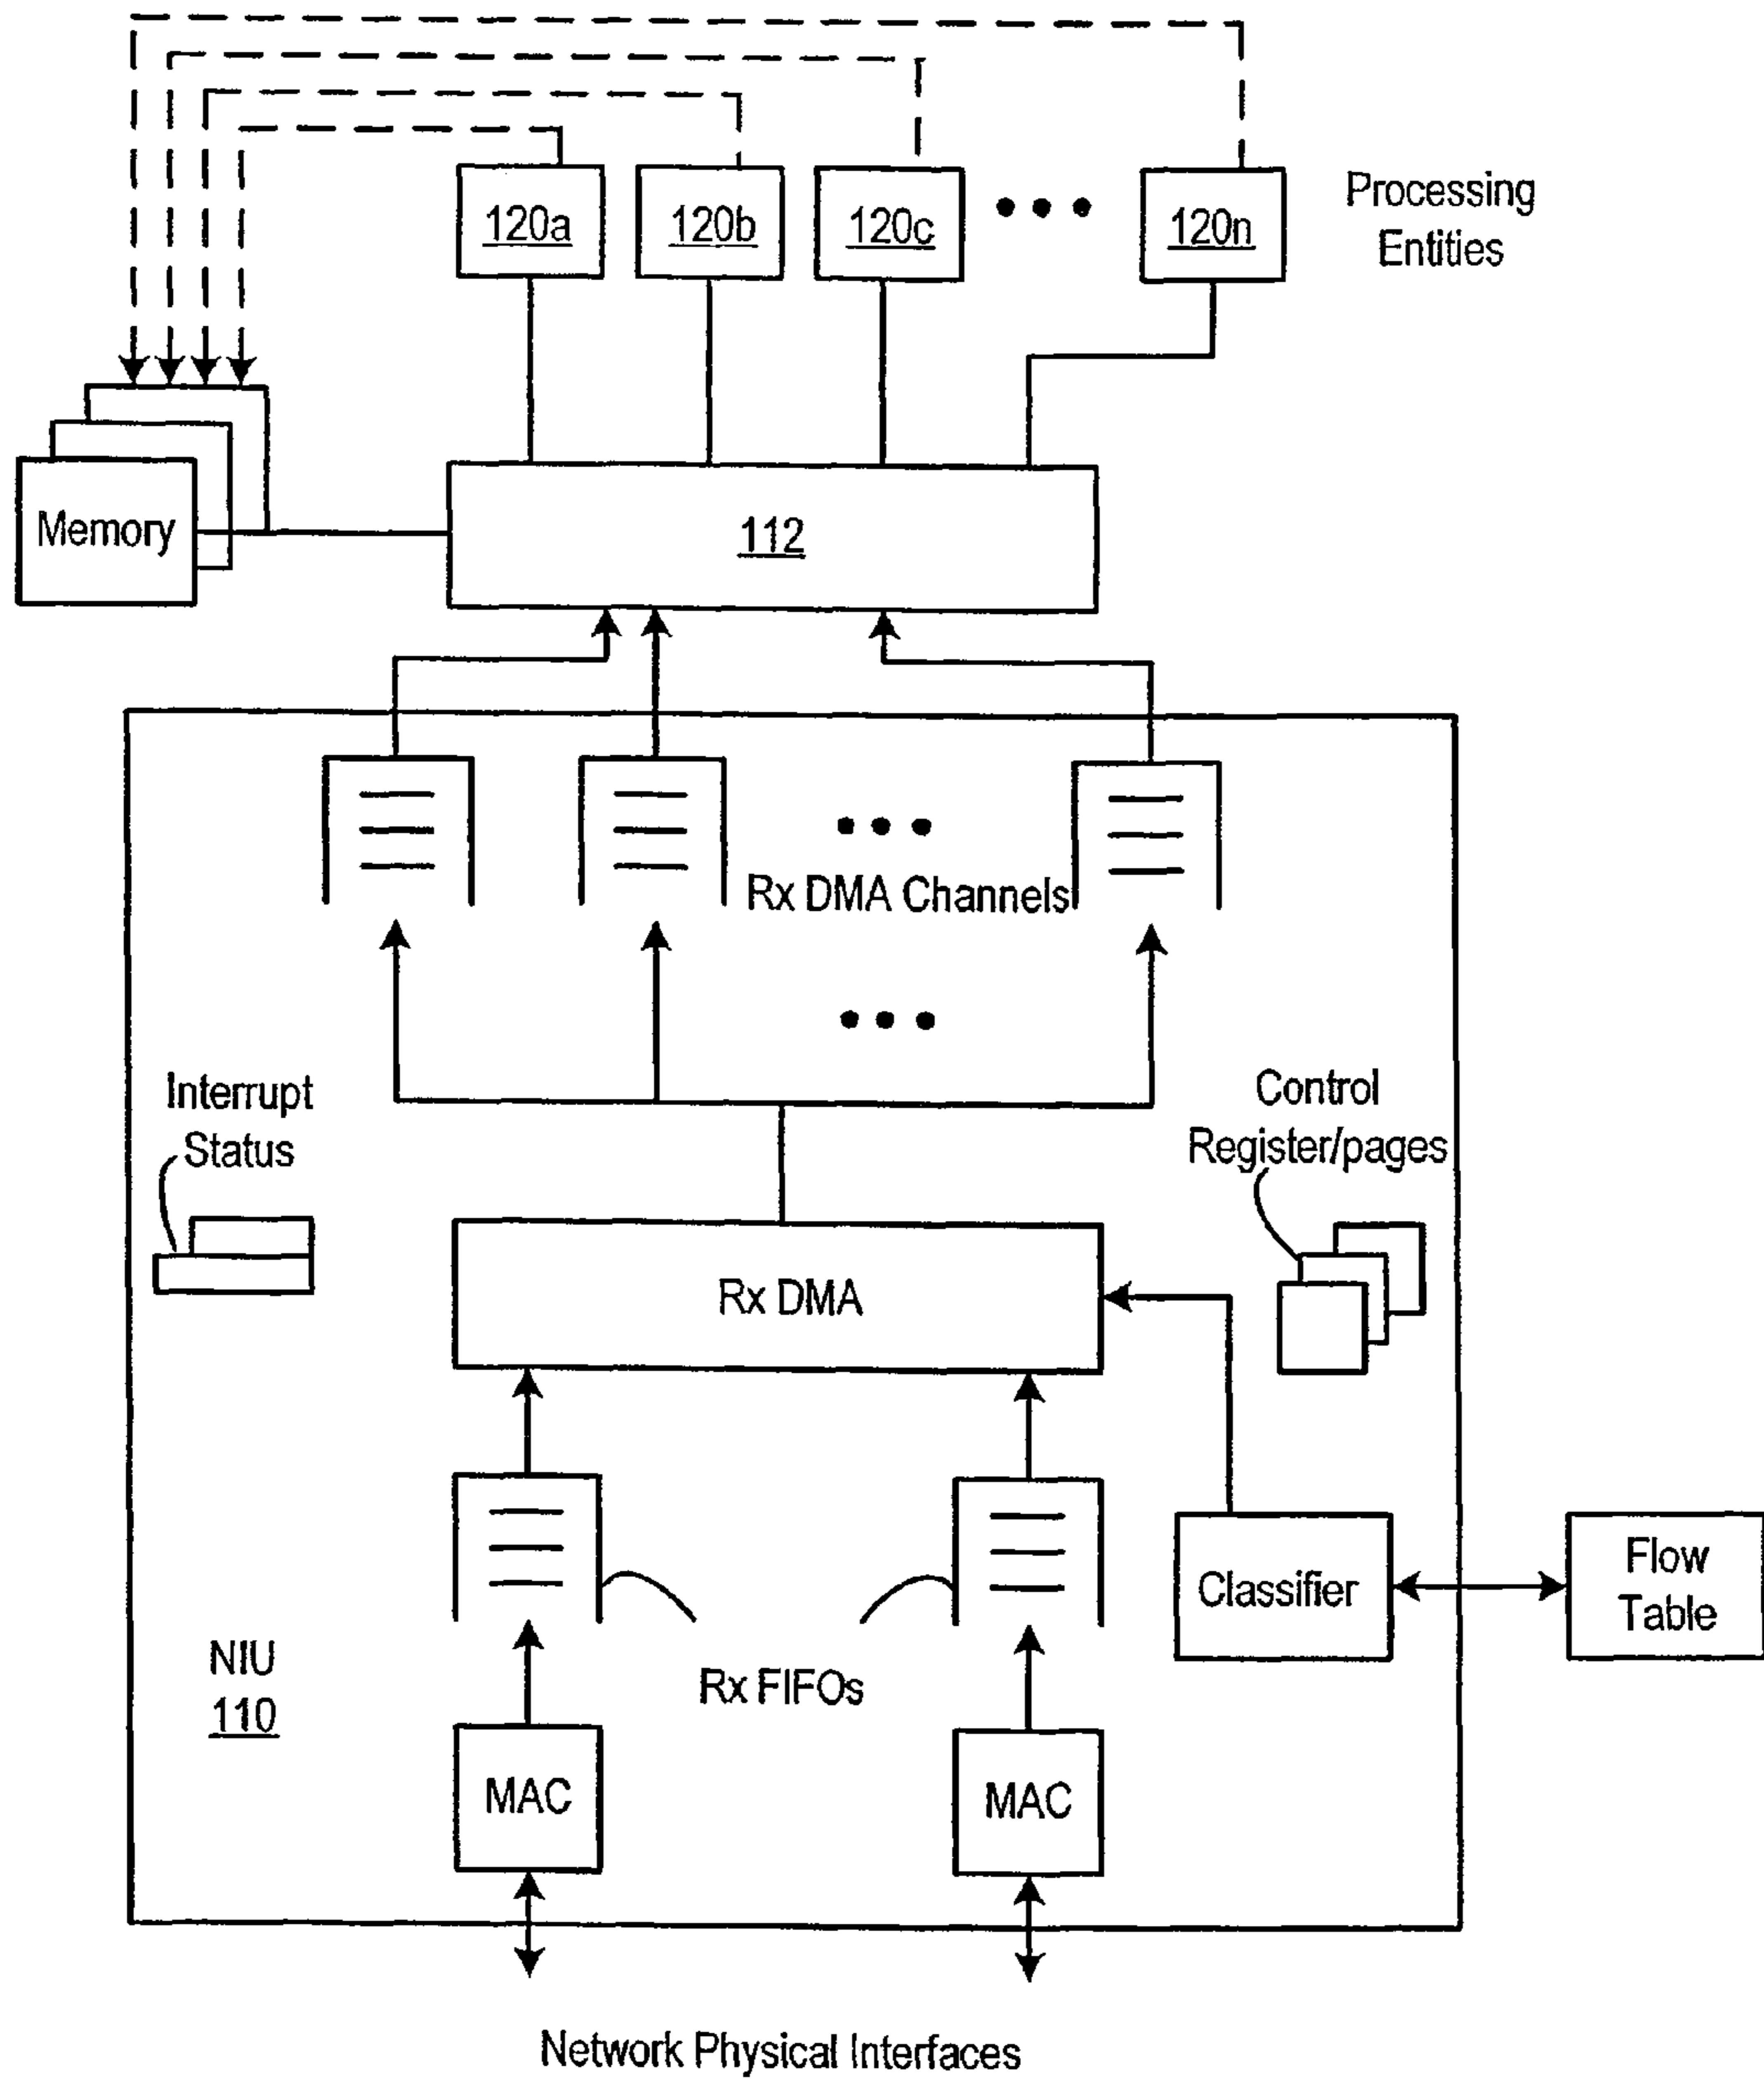 120a
120b
120c
120n
Processing
Entities
Memory
112
Rx DMA Channels
Interrupt
Status
Control
Register/pages
Rx DMA
Classifier
Flow
Table
NIU
110
Rx FIFOs
MAC
MAC
Network Physical Interfaces